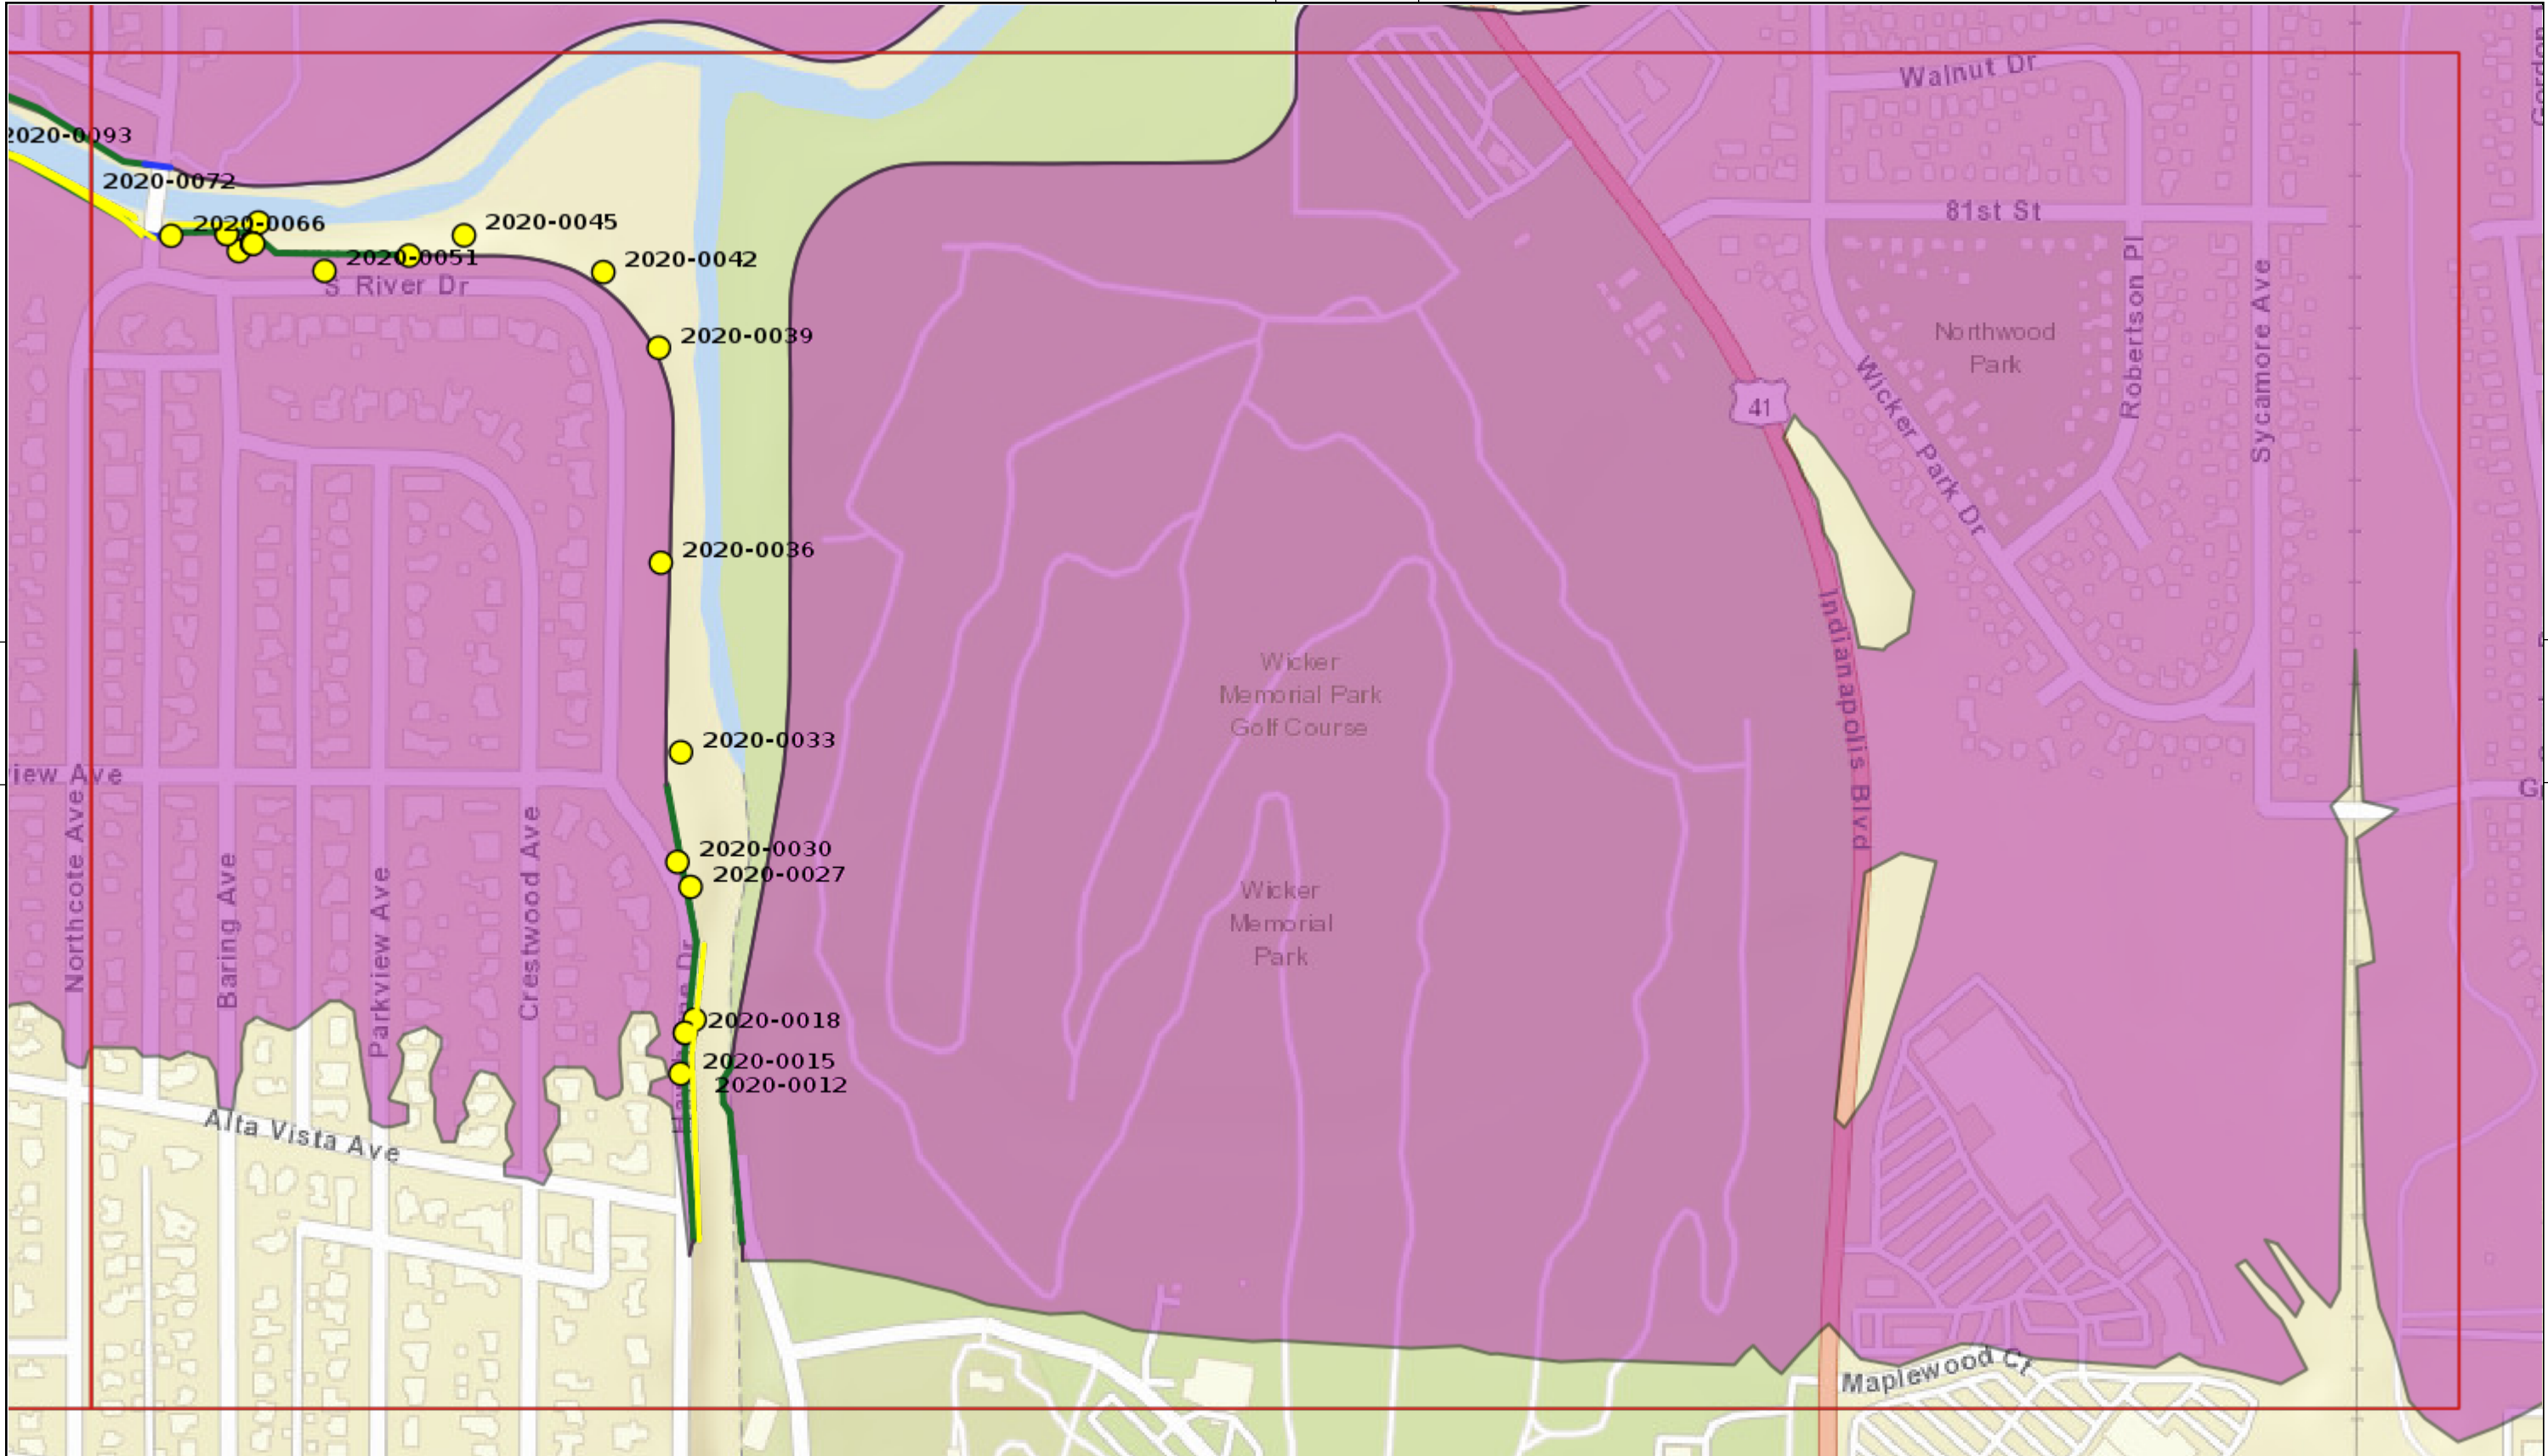 Walnut Dr
2020-0093
2020-0072
2020-0066
2020-0045
81st St
2020-0051
2020-0042
S River Dr
2020-0039
Northwood
Park
Robertson Pl
Sycamore Ave
41
Wicker Park Dr
2020-0036
Wicker
Memorial Park
Golf Course
Indianapolis Blvd
2020-0033
view Ave
Northcote Ave
2020-0030
2020-0027
Baring Ave
Parkview Ave
Crestwood Ave
Wicker
Memorial
Park
2020-0018
2020-0015
2020-0012
Alta Vista Ave
Maplewood Ct